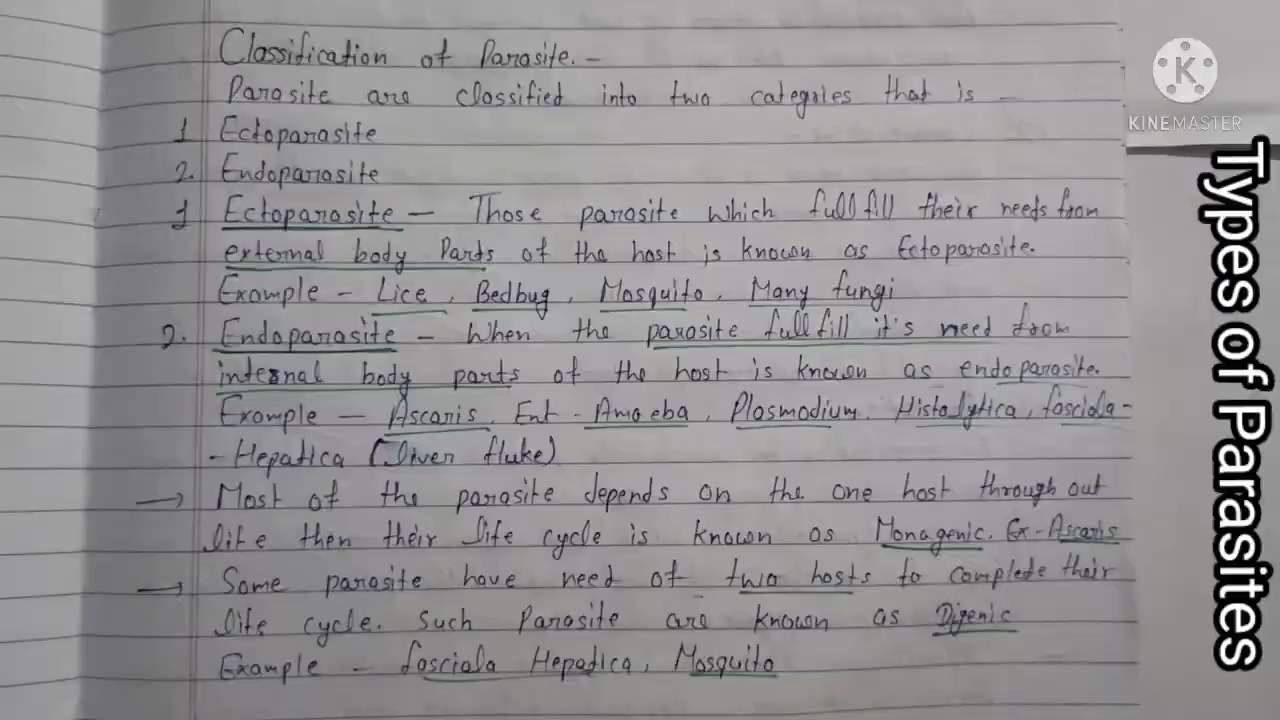 Classification of Parasite. -
Parasite are classified into two categories that is -
1 Ectoparasite
2. Endoparasite
1 Ectoparasite - Those parasite which fullfill their needs from
external body Parts of the host is known as Ectoparasite.
Example - Lice, Bedbug, Mosquito, Many fungi
2. Endoparasite - When the parasite fullfill it's need from
internal body parts of the host is known as endoparasite.
Example - Ascaris, Ent - Amoeba, Plasmodium. Histolytica, fasciola -
- Hepatica (Liver fluke)
→ Most of the parasite depends on the one host through out
life then their life cycle is known as Monogenic. Ex- Ascaris
→ Some parasite have need of two hosts to complete their
life cycle. Such Parasite are known as Digenic
Example - fasciala Hepatica, Mosquito
K
KINEMASTER
Types of Parasites